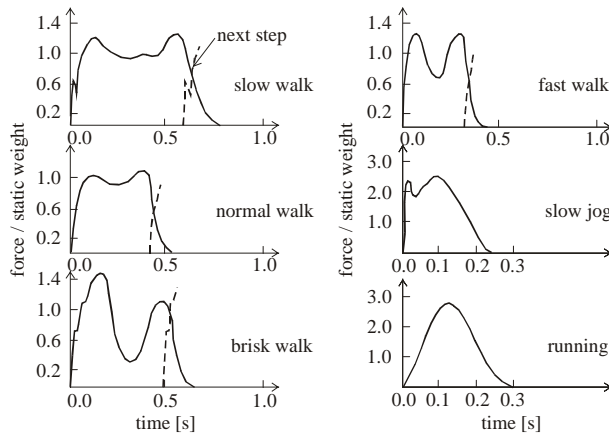 1.4
1.0
0.6
0.2
next step
slow walk
0.0 0.5 1.0
1.0
0.6
0.2
normal walk
0.0 0.5 1.0
1.4
1.0
0.6
0.2
brisk walk
0.0 0.5 1.0
force / static weight
time [s]
1.4
1.0
0.6
0.2
fast walk
0.0 0.5 1.0
3.0
2.0
1.0
slow jog
0.0 0.1 0.2 0.3
3.0
2.0
1.0
running
0.0 0.1 0.2 0.3
force / static weight
time [s]